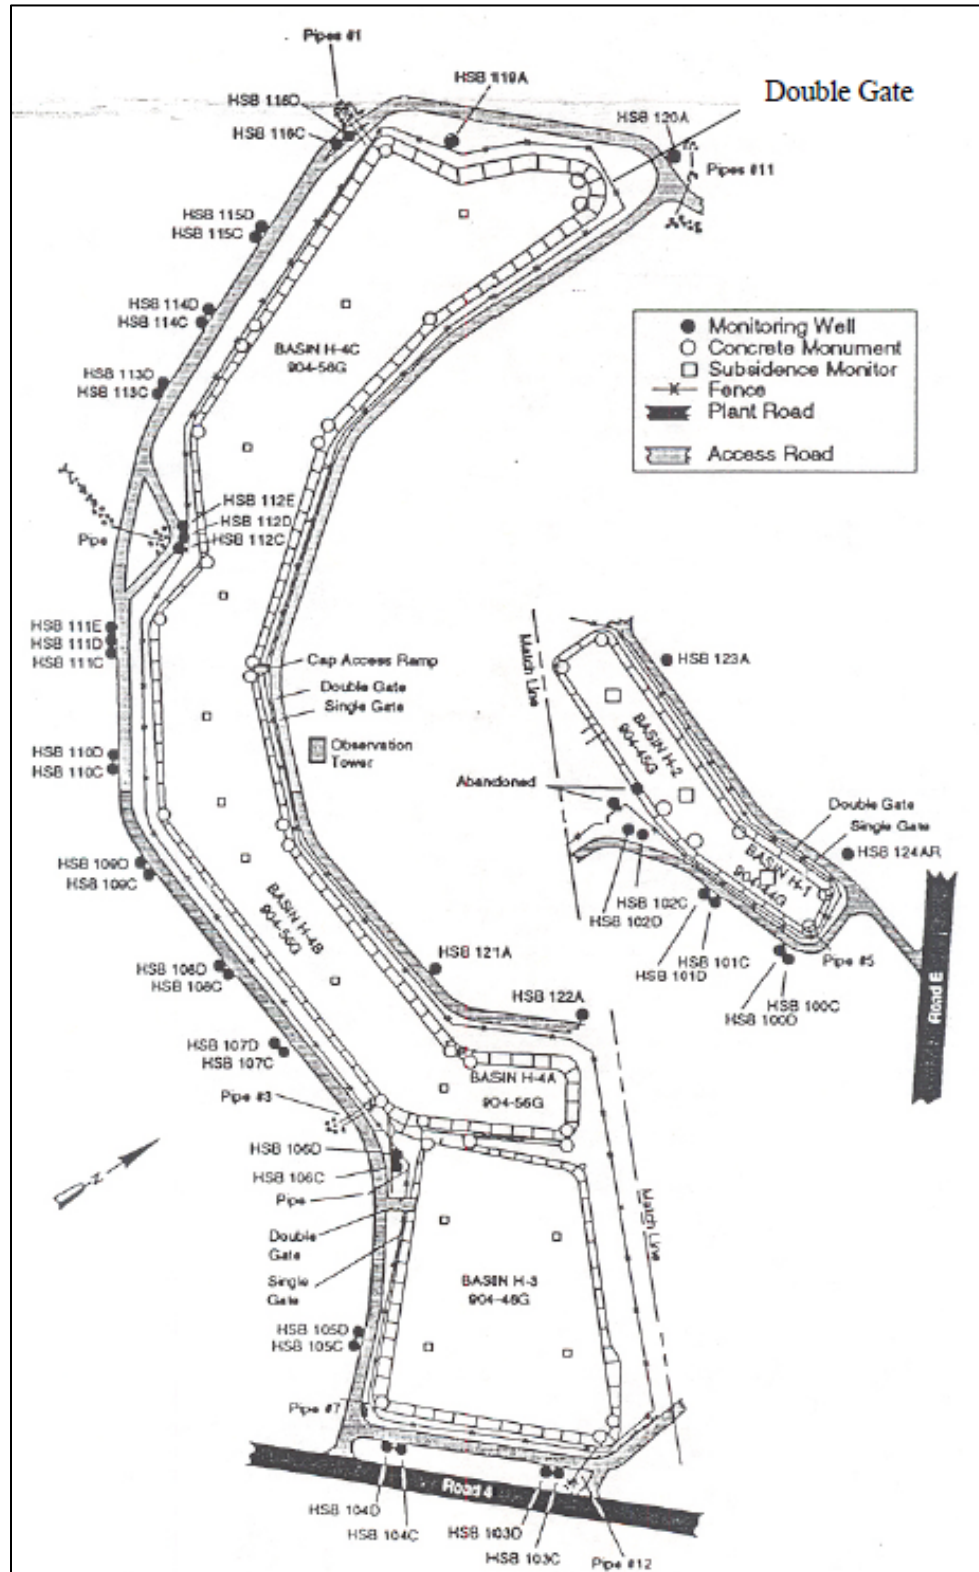 Pipes #1
HSB 119A
Double Gate
HSB 116D
HSB 116C
HSB 120A
Pipes #11
HSB 115D
HSB 115C
HSB 114D
HSB 114C
BASIN H-4C
904-56G
Monitoring Well
Concrete Monument
Subsidence Monitor
Fence
Plant Road
Access Road
HSB 113D
HSB 113C
HSB 112E
HSB 112D
HSB 112C
Pipe
HSB 111E
HSB 111D
HSB 111C
Cap Access Ramp
Double Gate
Single Gate
Observation
Tower
HSB 110D
HSB 110C
Match Line
HSB 123A
BASIN H-2
904-45G
Abandoned
Double Gate
Single Gate
HSB 124AR
BASIN H-1
904-44G
HSB 102C
HSB 102D
HSB 101C
HSB 101D
Pipe #5
HSB 100C
HSB 100D
Road E
HSB 109D
HSB 109C
BASIN H-4B
904-56G
HSB 108D
HSB 108C
HSB 121A
HSB 122A
HSB 107D
HSB 107C
BASIN H-4A
904-56G
Pipe #3
HSB 106D
HSB 106C
Pipe
N
Match Line
Double
Gate
Single
Gate
BASIN H-3
904-46G
HSB 105D
HSB 105C
Pipe #7
Road 4
HSB 104D
HSB 104C
HSB 103D
HSB 103C
Pipe #12